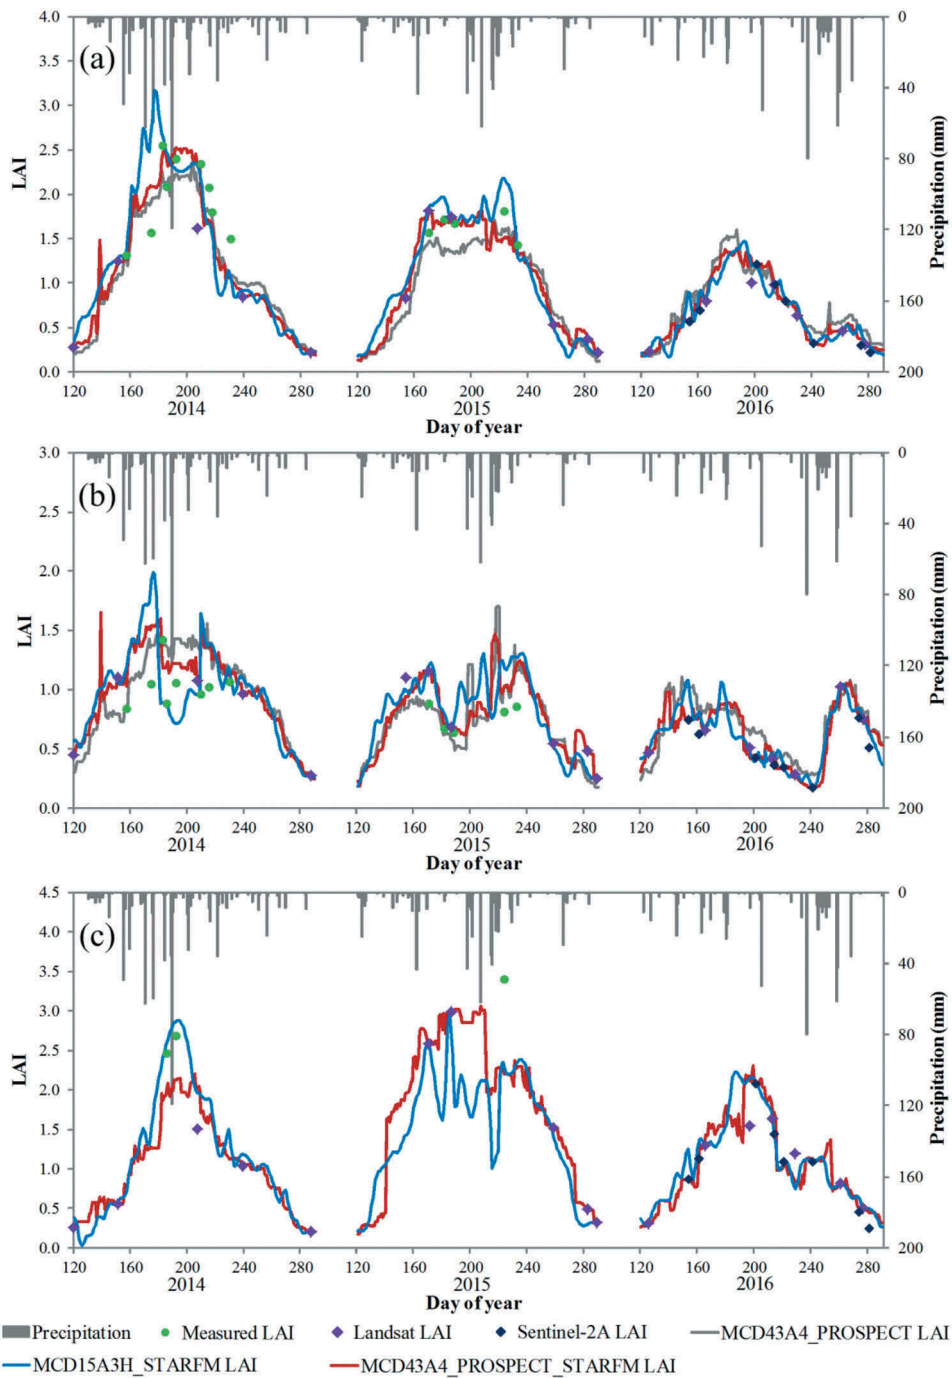 (a)
4.0
3.5
3.0
2.5
2.0
1.5
1.0
0.5
0.0
LAI
0
40
80
120
160
200
Precipitation (mm)
120 160 200 240 280 120 160 200 240 280 120 160 200 240 280
2014 2015 2016
Day of year
(b)
3.0
2.5
2.0
1.5
1.0
0.5
0.0
LAI
0
40
80
120
160
200
Precipitation (mm)
120 160 200 240 280 120 160 200 240 280 120 160 200 240 280
2014 2015 2016
Day of year
(c)
4.5
4.0
3.5
3.0
2.5
2.0
1.5
1.0
0.5
0.0
LAI
0
40
80
120
160
200
Precipitation (mm)
120 160 200 240 280 120 160 200 240 280 120 160 200 240 280
2014 2015 2016
Day of year
Precipitation Measured LAI Landsat LAI Sentinel-2A LAI MCD43A4_PROSPECT LAI
MCD15A3H_STARFM LAI MCD43A4_PROSPECT_STARFM LAI